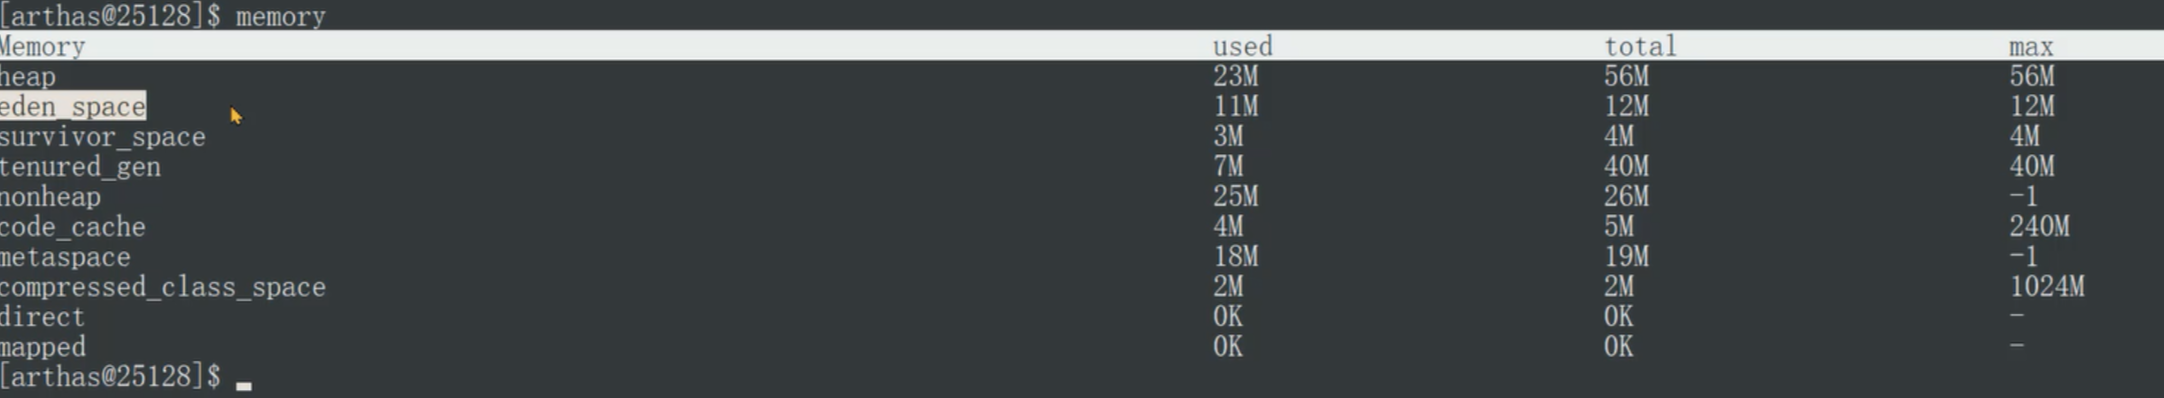 [arthas@25128]$ memory
Memory used total max
heap 23M 56M 56M
eden_space 11M 12M 12M
survivor_space 3M 4M 4M
tenured_gen 7M 40M 40M
nonheap 25M 26M -1
code_cache 4M 5M 240M
metaspace 18M 19M -1
compressed_class_space 2M 2M 1024M
direct 0K 0K -
mapped 0K 0K -
[arthas@25128]$